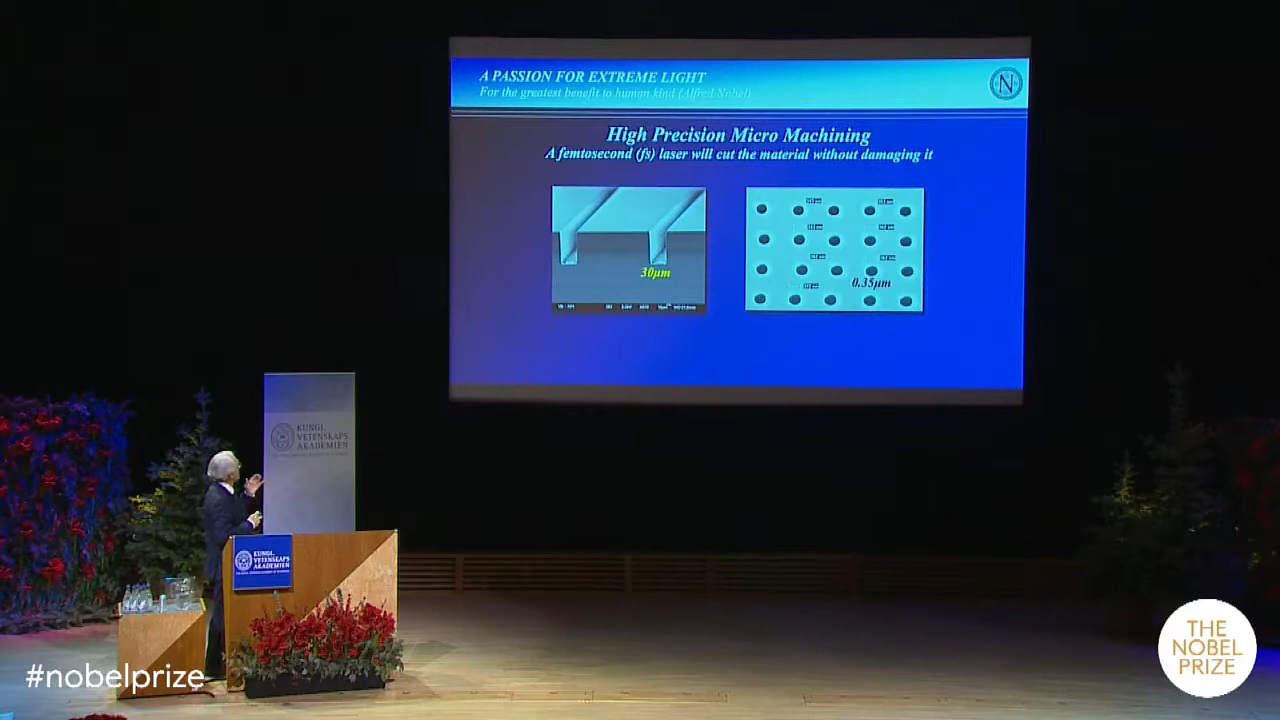 A PASSION FOR EXTREME LIGHT
For the greatest benefit to human kind (Alfred Nobel)
N
High Precision Micro Machining
A femtosecond (fs) laser will cut the material without damaging it
30µm
0.35µm
KUNGL.
VETENSKAPS
AKADEMIEN
KUNGL.
VETENSKAPS
AKADEMIEN
#nobelprize
THE
NOBEL
PRIZE